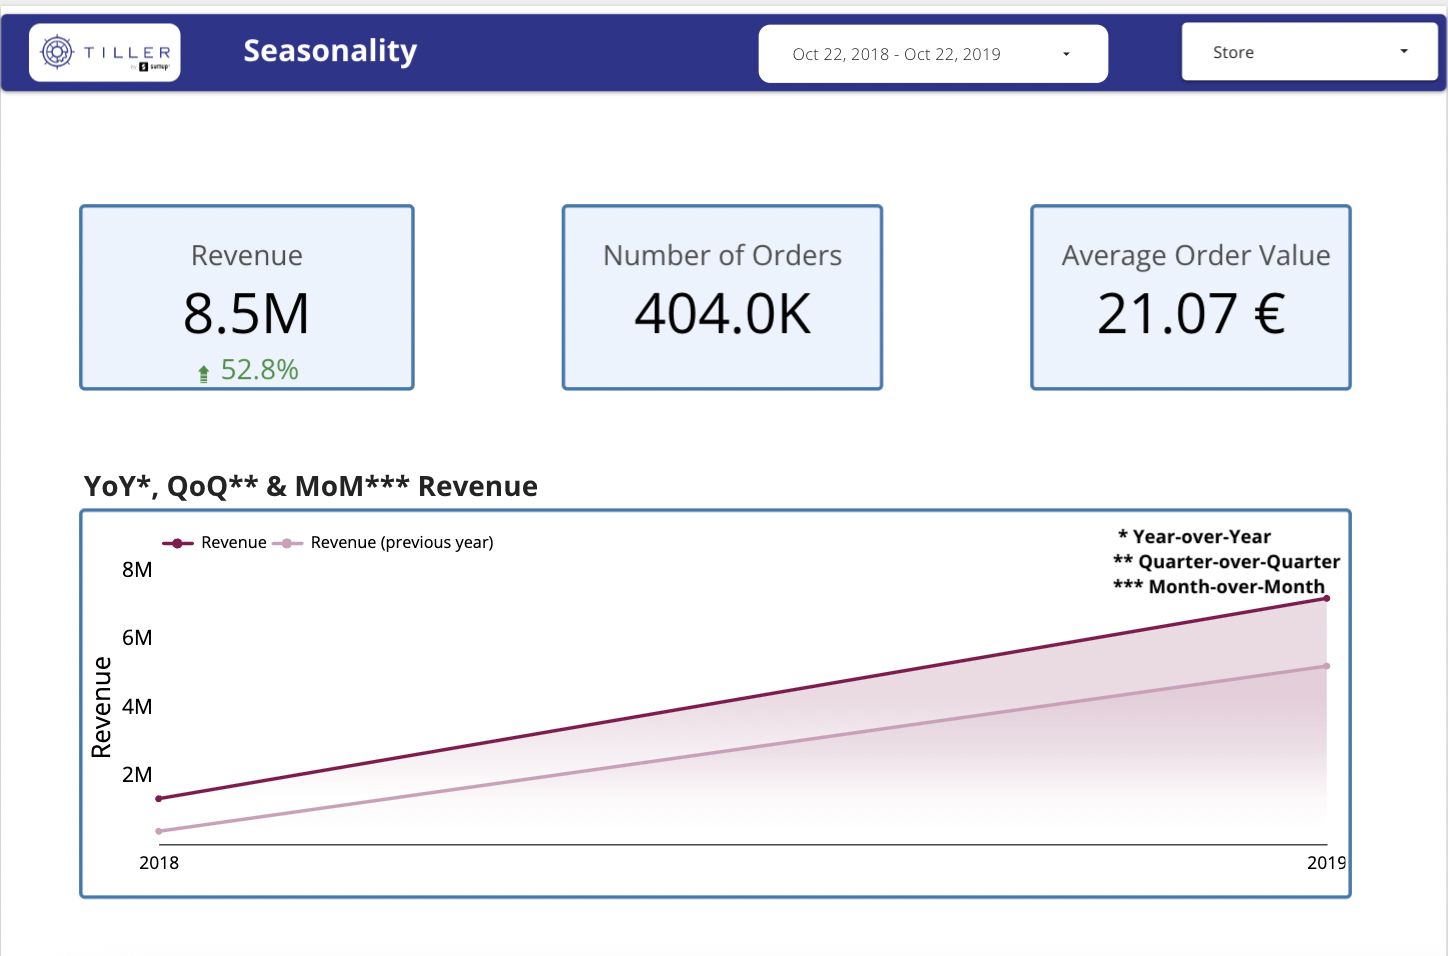 TILLER
by sumup
Seasonality
Oct 22, 2018 - Oct 22, 2019
Store
Revenue
8.5M
52.8%
Number of Orders
404.0K
Average Order Value
21.07 €
YoY*, QoQ** & MoM*** Revenue
Revenue
Revenue (previous year)
* Year-over-Year
** Quarter-over-Quarter
*** Month-over-Month
8M
6M
4M
2M
Revenue
2018
2019